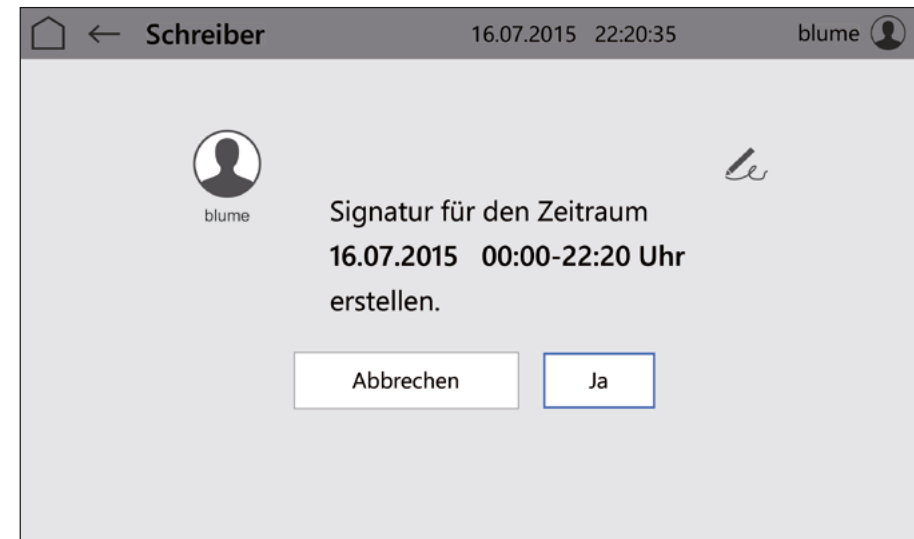 Schreiber 16.07.2015 22:20:35 blume
blume
Signatur für den Zeitraum
16.07.2015 00:00-22:20 Uhr
erstellen.
Abbrechen Ja